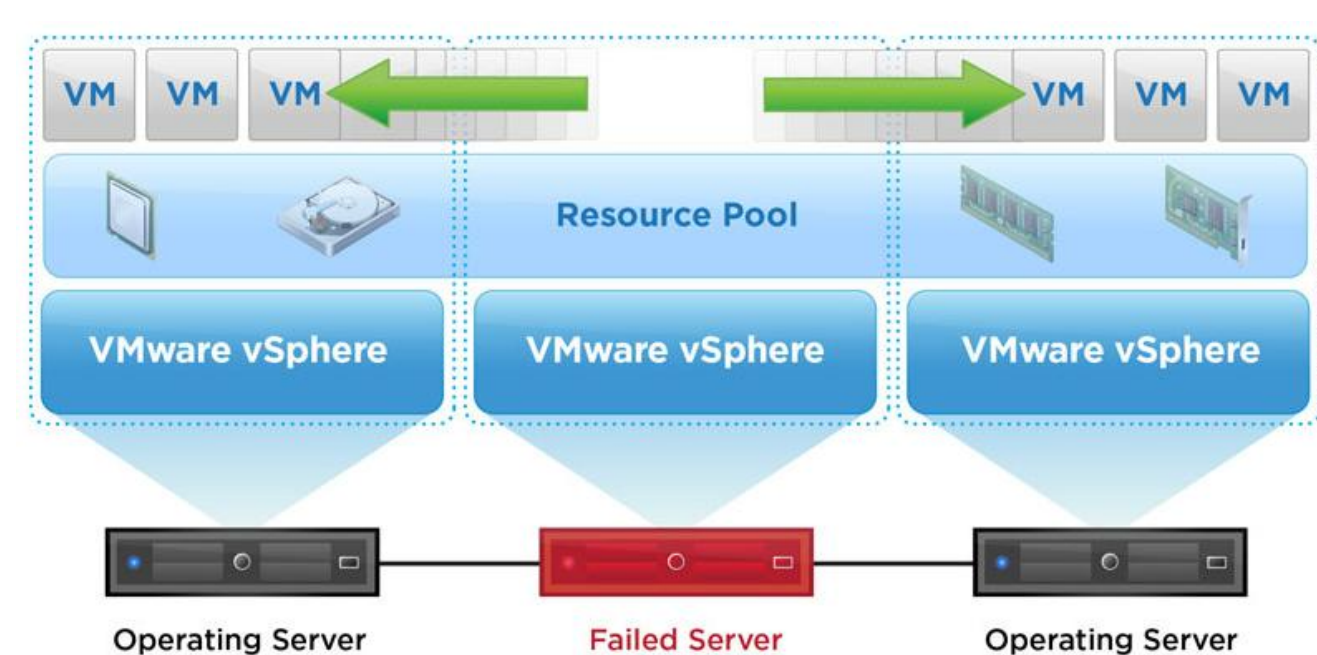 VM VM VM VM VM VM
Resource Pool
VMware vSphere VMware vSphere VMware vSphere
Operating Server Failed Server Operating Server